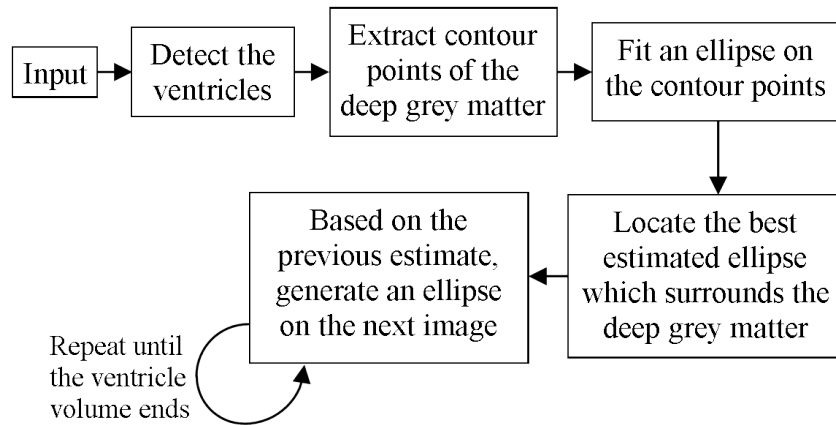 Input
Detect the
ventricles
Extract contour
points of the
deep grey matter
Fit an ellipse on
the contour points
Locate the best
estimated ellipse
which surrounds the
deep grey matter
Based on the
previous estimate,
generate an ellipse
on the next image
Repeat until
the ventricle
volume ends